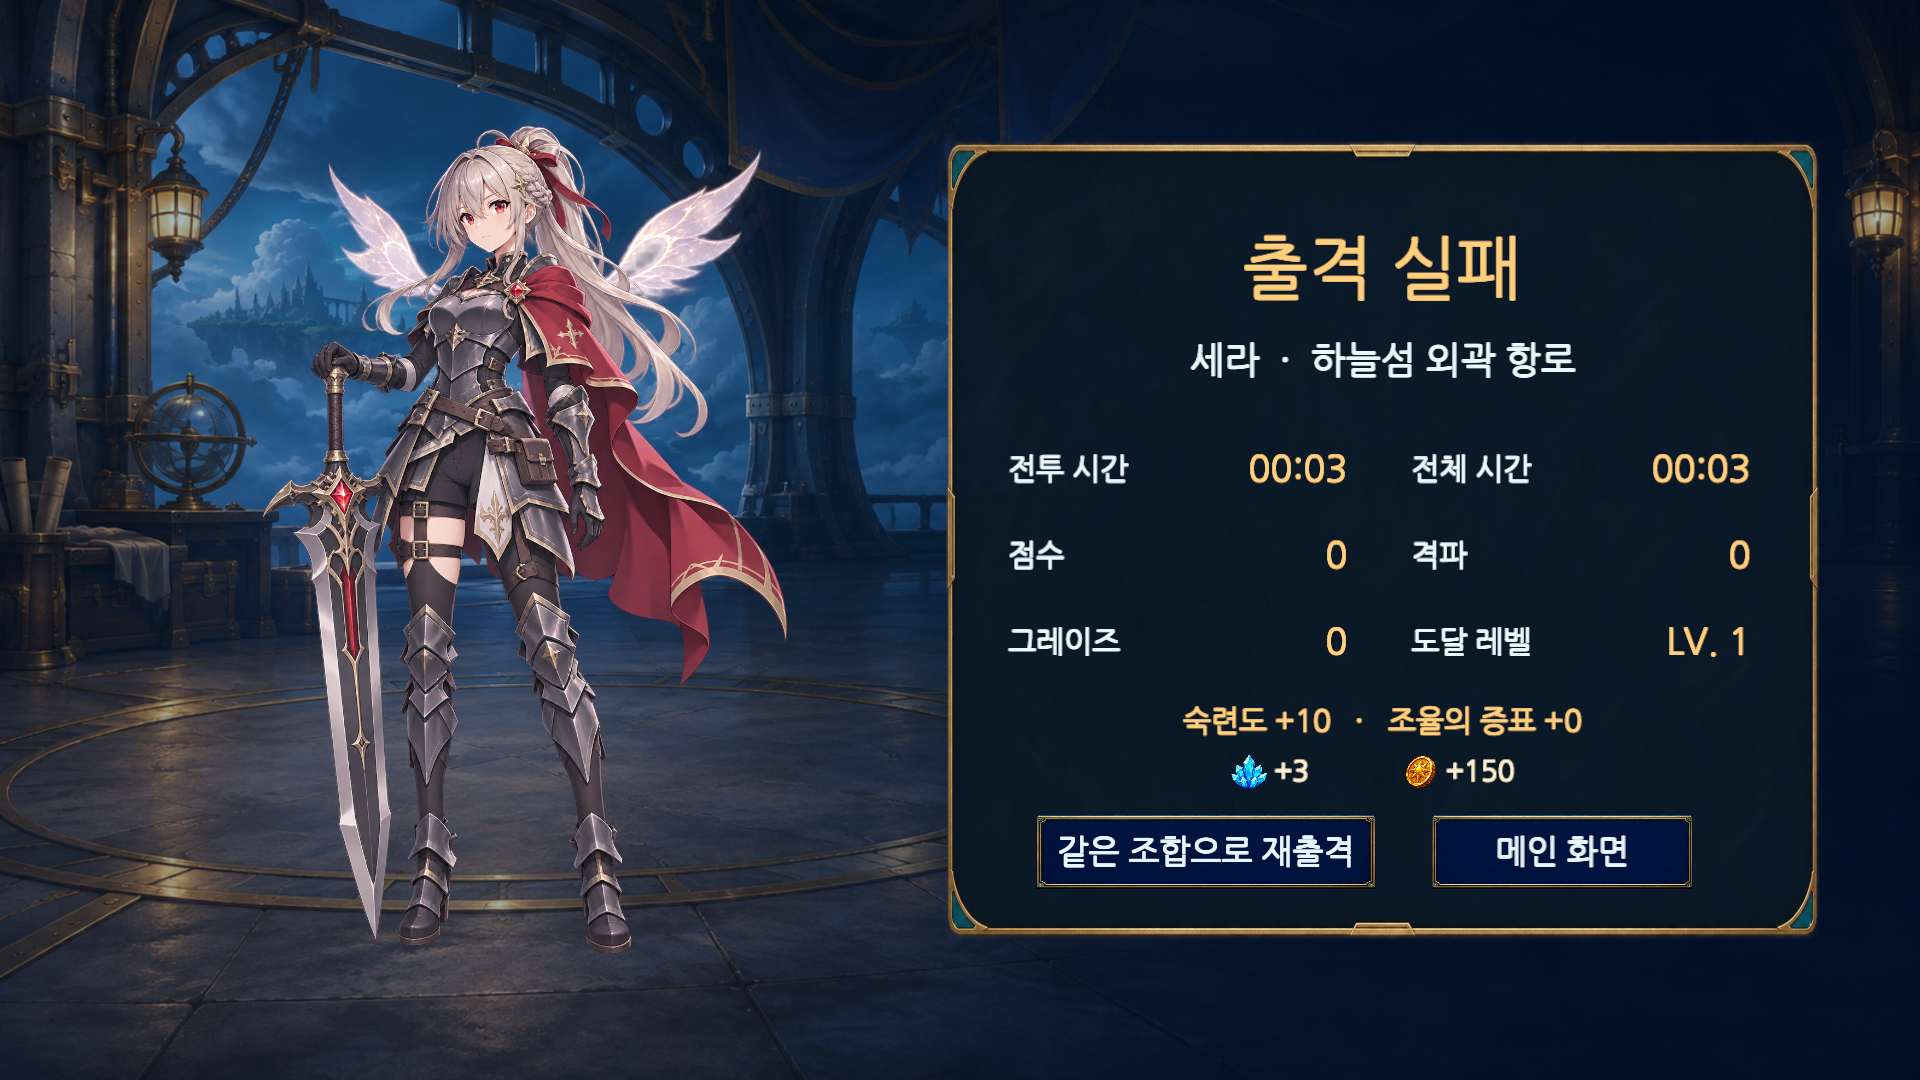 출격 실패
세라 · 하늘섬 외곽 항로
전투 시간 00:03 전체 시간 00:03
점수 0 격파 0
그레이즈 0 도달 레벨 LV. 1
숙련도 +10 · 조율의 증표 +0
+3 +150
같은 조합으로 재출격 메인 화면